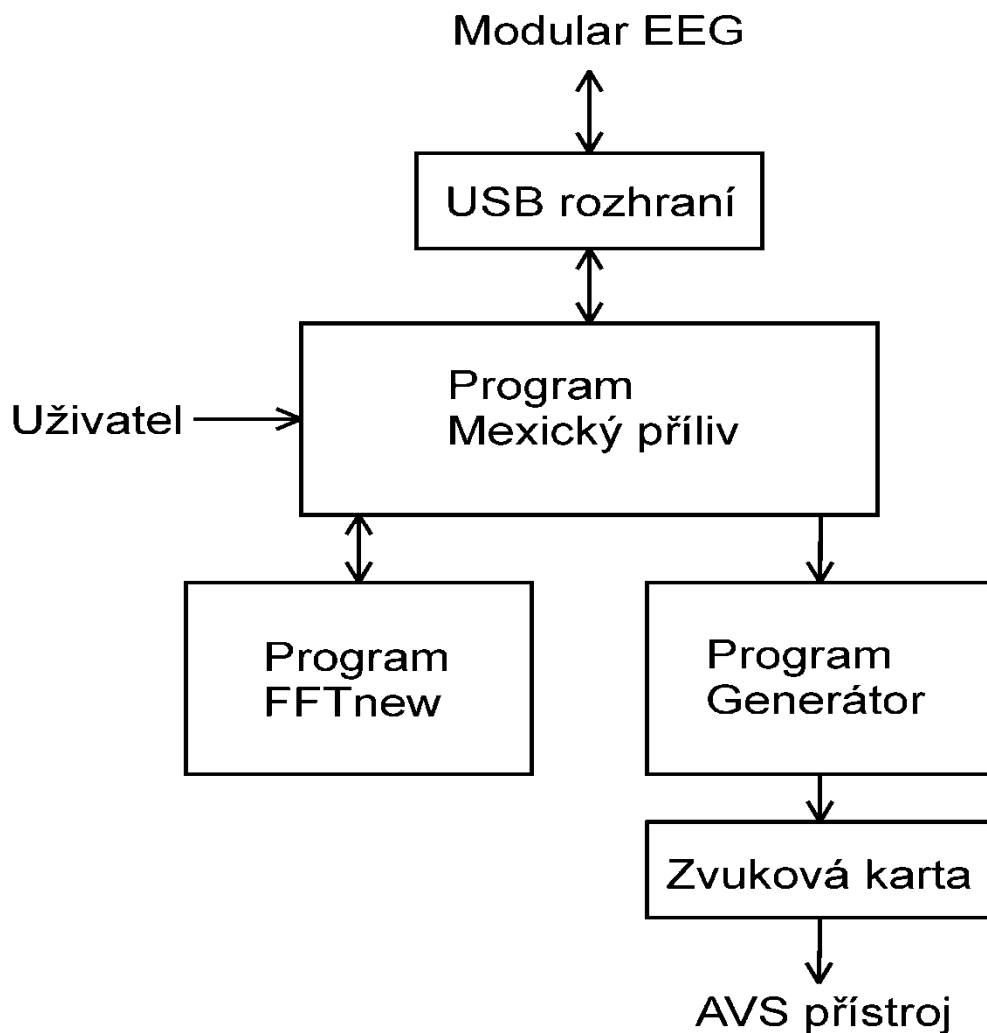 Modular EEG
USB rozhraní
Program
Mexický příliv
Uživatel
Program
FFTnew
Program
Generátor
Zvuková karta
AVS přístroj